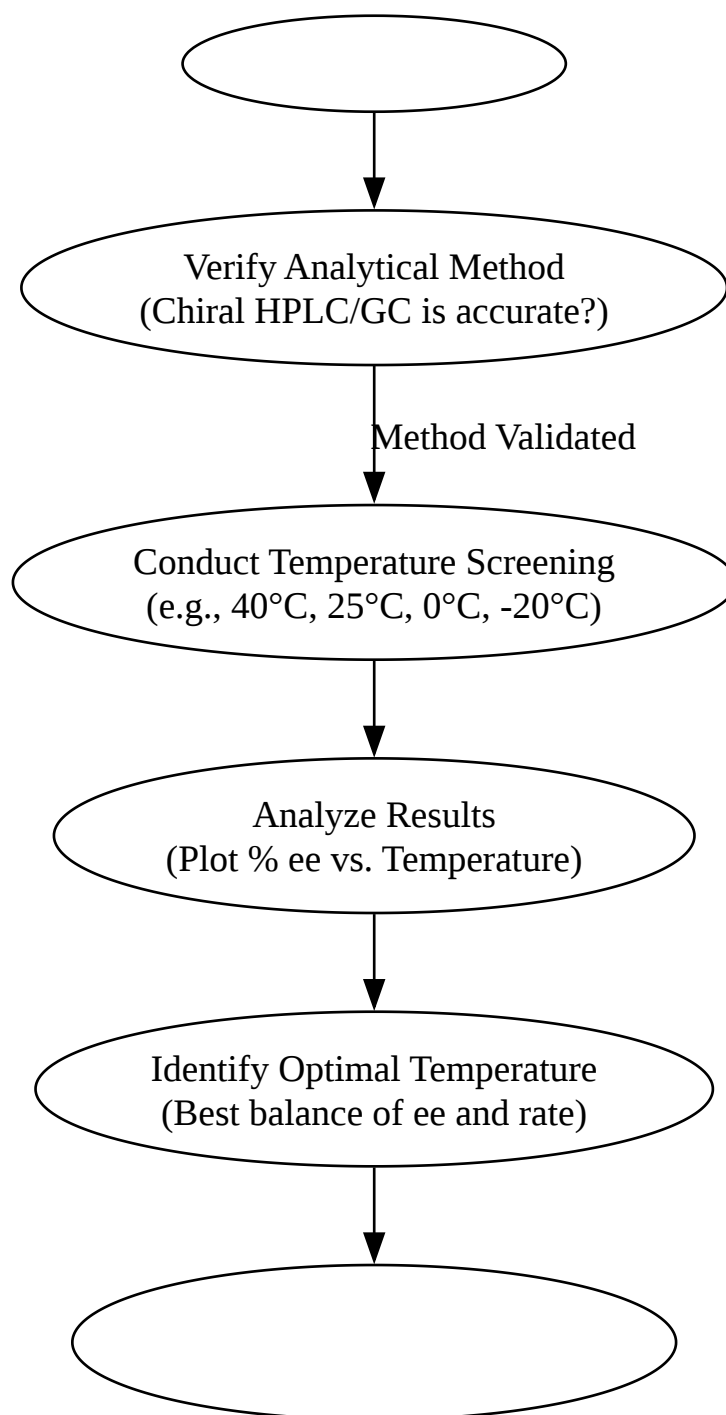 Verify Analytical Method
(Chiral HPLC/GC is accurate?)
Method Validated
Conduct Temperature Screening
(e.g., 40°C, 25°C, 0°C, -20°C)
Analyze Results
(Plot % ee vs. Temperature)
Identify Optimal Temperature
(Best balance of ee and rate)